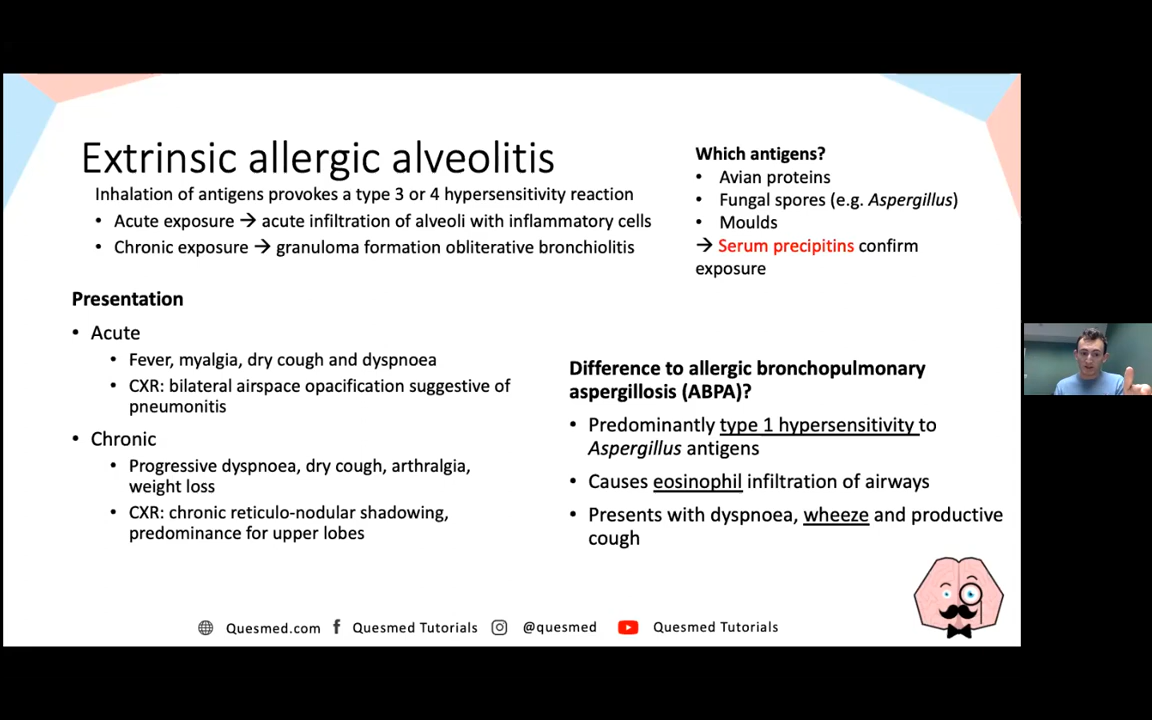 Extrinsic allergic alveolitis
Inhalation of antigens provokes a type 3 or 4 hypersensitivity reaction
• Acute exposure → acute infiltration of alveoli with inflammatory cells
• Chronic exposure → granuloma formation obliterative bronchiolitis
Which antigens?
• Avian proteins
• Fungal spores (e.g. Aspergillus)
• Moulds
→ Serum precipitins confirm
exposure
Presentation
• Acute
• Fever, myalgia, dry cough and dyspnoea
• CXR: bilateral airspace opacification suggestive of
pneumonitis
• Chronic
• Progressive dyspnoea, dry cough, arthralgia,
weight loss
• CXR: chronic reticulo-nodular shadowing,
predominance for upper lobes
Difference to allergic bronchopulmonary
aspergillosis (ABPA)?
• Predominantly type 1 hypersensitivity to
Aspergillus antigens
• Causes eosinophil infiltration of airways
• Presents with dyspnoea, wheeze and productive
cough
Quesmed.com Quesmed Tutorials @quesmed Quesmed Tutorials